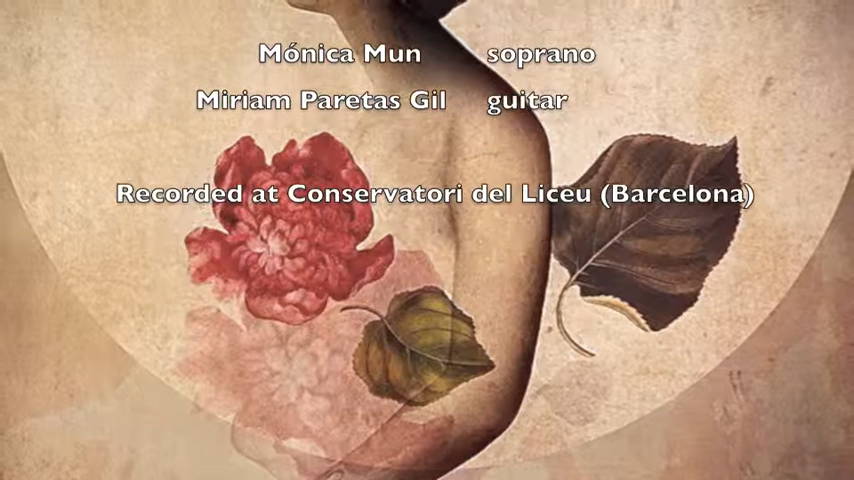 Mónica Mun soprano
Miriam Paretas Gil guitar
Recorded at Conservatori del Liceu (Barcelona)